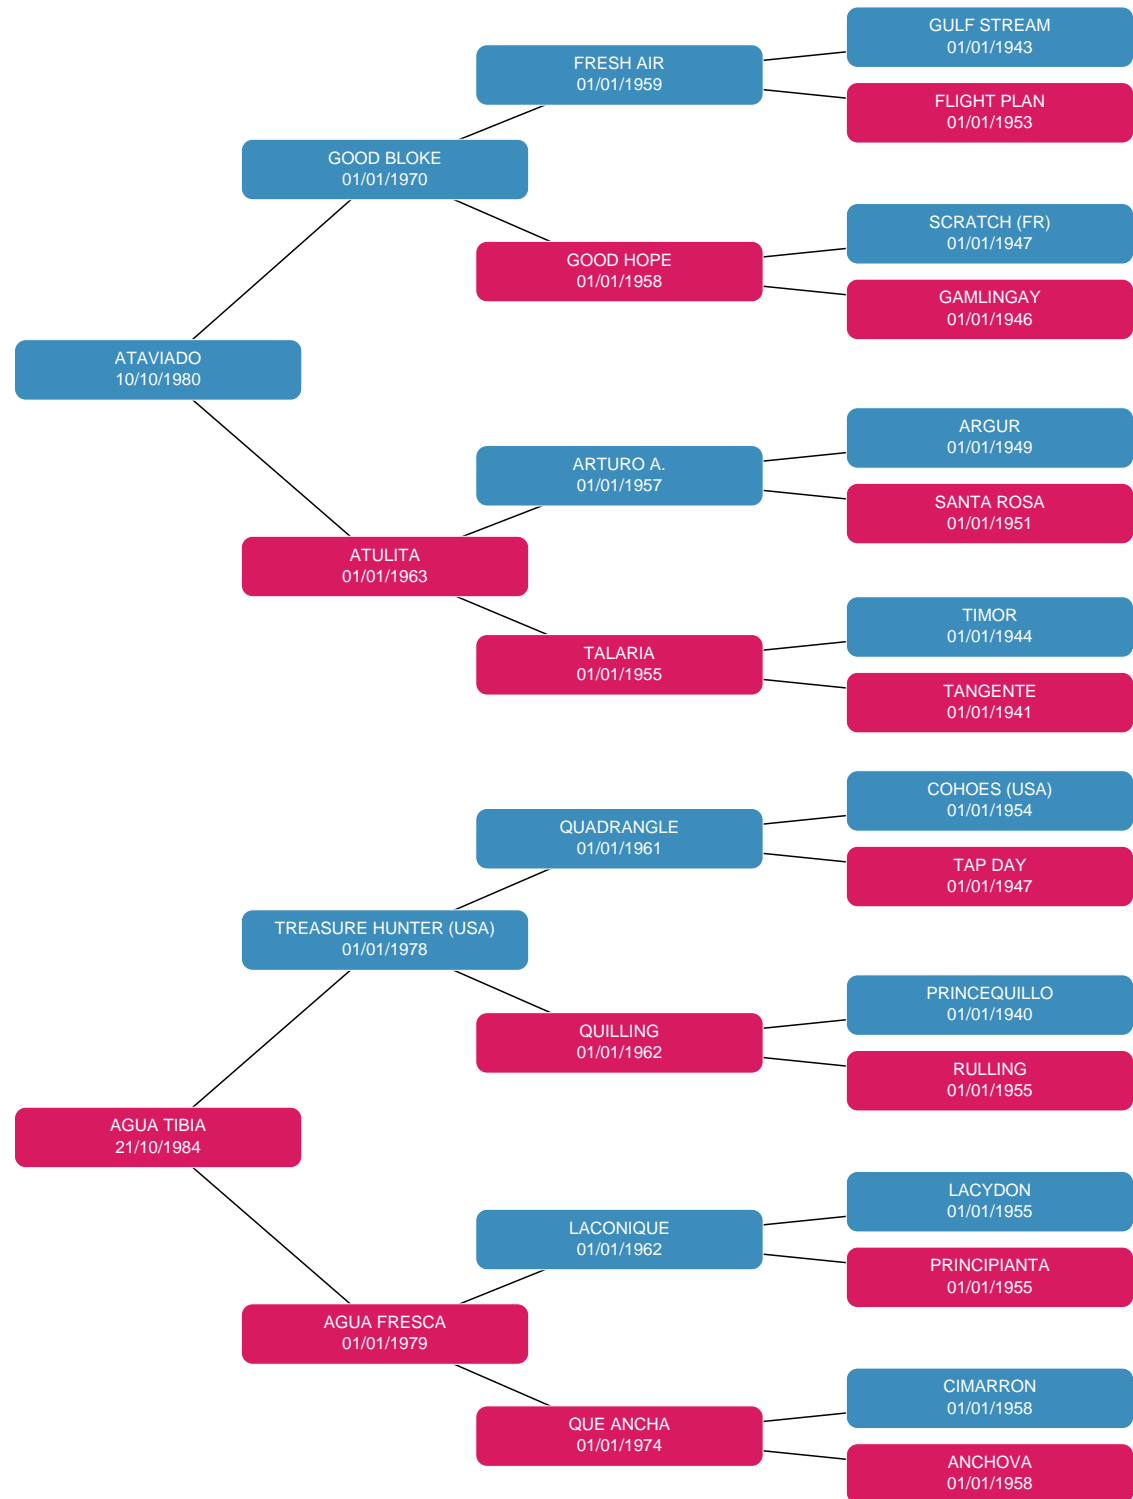 GULF STREAM
01/01/1943
FRESH AIR
01/01/1959
FLIGHT PLAN
01/01/1953
GOOD BLOKE
01/01/1970
SCRATCH (FR)
01/01/1947
GOOD HOPE
01/01/1958
GAMLINGAY
01/01/1946
ATAVIADO
10/10/1980
ARGUR
01/01/1949
ARTURO A.
01/01/1957
SANTA ROSA
01/01/1951
ATULITA
01/01/1963
TIMOR
01/01/1944
TALARIA
01/01/1955
TANGENTE
01/01/1941
COHOES (USA)
01/01/1954
QUADRANGLE
01/01/1961
TAP DAY
01/01/1947
TREASURE HUNTER (USA)
01/01/1978
PRINCEQUILLO
01/01/1940
QUILLING
01/01/1962
RULLING
01/01/1955
AGUA TIBIA
21/10/1984
LACYDON
01/01/1955
LACONIQUE
01/01/1962
PRINCIPIANTA
01/01/1955
AGUA FRESCA
01/01/1979
CIMARRON
01/01/1958
QUE ANCHA
01/01/1974
ANCHOVA
01/01/1958